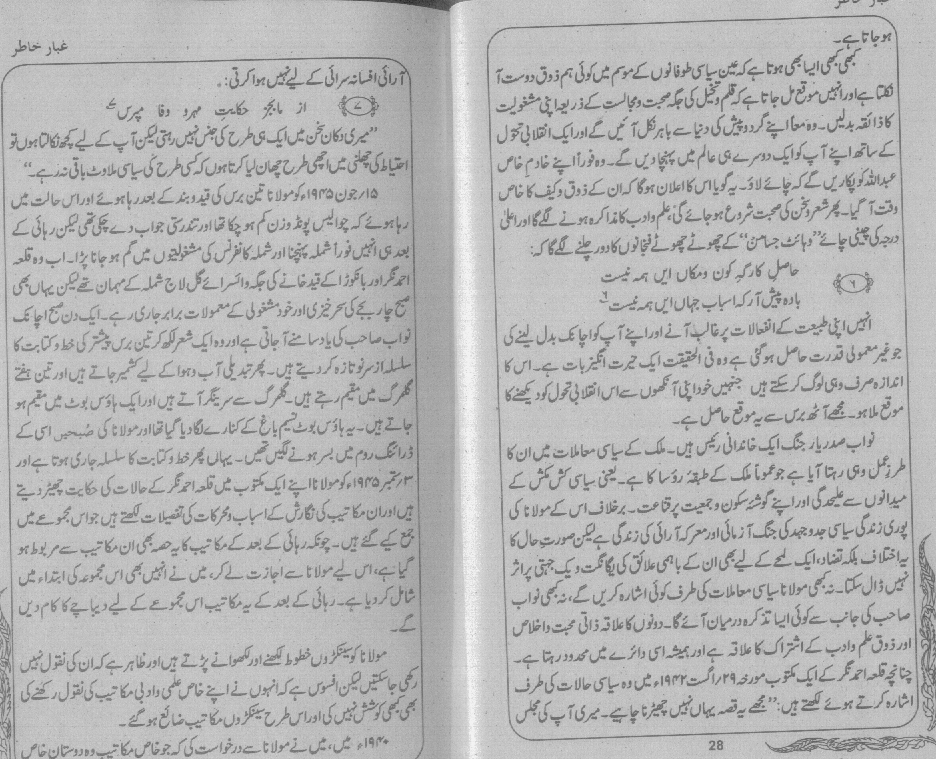 غبار خاطر
ہوجاتا ہے۔
کبھی کبھی ایسا بھی ہوتا ہے کہ عین سیاسی طوفانوں کے موسم میں کوئی ہم ذوق دوست آ
نکلتا ہے اور انہیں موقع مل جاتا ہے کہ قلم و تخیل کی جگہ صحبت و مجالست کے ذریعہ اپنی مشغولیت
کا ذائقہ بدلیں۔ وہ معاً اپنے گرد و پیش کی دنیا سے باہر نکل آئیں گے اور ایک انقلابی تحوّل
کے ساتھ اپنے آپ کو ایک دوسرے ہی عالم میں پہنچا دیں گے۔ وہ فوراً اپنے خادمِ خاص
عبداللہ کو پکاریں گے کہ چائے لاؤ۔ یہ گویا اس کا اعلان ہوگا کہ ان کے ذوق و کیف کا خاص
وقت آ گیا۔ پھر شعر و سخن کی صحبت شروع ہو جائے گی، علم و ادب کا مذاکرہ ہونے لگے گا اور اعلیٰ
درجہ کی چینی چائے ”وہائٹ جسامن“ کے چھوٹے چھوٹے فنجانوں کا دور چلنے لگے گا کہ:
حاصلِ کارگہِ کون و مکاں ایں ہمہ نیست
۶
بادہ پیش آر کہ اسباب جہاں ایں ہمہ نیست ۶
انہیں اپنی طبیعت کے انفعالات پر غالب آنے اور اپنے آپ کو اچانک بدل لینے کی
جو غیر معمولی قدرت حاصل ہوگئی ہے وہ فی الحقیقت ایک حیرت انگیز بات ہے۔ اس کا
اندازہ صرف وہی لوگ کر سکتے ہیں جنہیں خود اپنی آنکھوں سے اس انقلابی تحول کو دیکھنے کا
موقع ملا ہو۔ مجھے آٹھ برس سے یہ موقع حاصل ہے۔
نواب صدر یار جنگ ایک خاندانی رئیس ہیں۔ ملک کے سیاسی معاملات میں ان کا
طرزِ عمل وہی رہتا آیا ہے جو عموماً ملک کے طبقۂ رؤسا کا ہے۔ یعنی سیاسی کش مکش کے
میدانوں سے علیحدگی اور اپنے گوشۂ سکون و جمعیت پر قناعت۔ برخلاف اس کے مولانا کی
پوری زندگی سیاسی جدوجہد کی جنگ آزمائی اور معرکہ آرائی کی زندگی ہے لیکن صورتِ حال کا
یہ اختلاف بلکہ تضاد، ایک لمحے کے لیے بھی ان کے باہمی علائق کی یگانگت و یک جہتی پر اثر
نہیں ڈال سکتا۔ نہ کبھی مولانا سیاسی معاملات کی طرف کوئی اشارہ کریں گے، نہ کبھی نواب
صاحب کی جانب سے کوئی ایسا تذکرہ درمیان آئے گا۔ دونوں کا علاقہ ذاتی محبت و اخلاص
اور ذوق علم و ادب کے اشتراک کا علاقہ ہے اور ہمیشہ اسی دائرے میں محدود رہتا ہے۔
چنانچہ قلعہ احمد نگر کے ایک مکتوب مورخہ ۲۹/ اگست ۱۹۴۲ء میں وہ سیاسی حالات کی طرف
اشارہ کرتے ہوئے لکھتے ہیں: ”مجھے یہ قصہ یہاں نہیں چھیڑنا چاہیے۔ میری آپ کی مجلس
28
غبار خاطر
آرائی افسانہ سرائی کے لیے نہیں ہوا کرتی:۔
۷
از ما بجز حکایتِ مہر و وفا مپرس ۷
”میری دکان سخن میں ایک ہی طرح کی جنس نہیں رہتی لیکن آپ کے لیے کچھ نکالتا ہوں تو
احتیاط کی چھلنی میں اچھی طرح چھان لیا کرتا ہوں کہ کسی طرح کی سیاسی ملاوٹ باقی نہ رہے۔“
۱۵/ جون ۱۹۴۵ء کو مولانا تین برس کی قید و بند کے بعد رہا ہوئے اور اس حالت میں
رہا ہوئے کہ چوالیس پونڈ وزن کم ہو چکا تھا اور تندرستی جواب دے چکی تھی لیکن رہائی کے
بعد ہی انہیں فوراً شملہ پہنچنا اور شملہ کانفرنس کی مشغولیتوں میں گم ہو جانا پڑا۔ اب وہ قلعہ
احمد نگر اور بانکوڑا کے قید خانے کی جگہ وائسرائے گل لاج شملہ کے مہمان تھے لیکن یہاں بھی
صبح چار بجے کی سحر خیزی اور خود مشغولی کے معمولات برابر جاری رہے۔ ایک دن صبح اچانک
نواب صاحب کی یاد سامنے آ جاتی ہے اور وہ ایک شعر لکھ کر تین برس پیشتر کی خط و کتابت کا
سلسلہ از سر نو تازہ کر دیتے ہیں۔ پھر تبدیلی آب و ہوا کے لیے کشمیر جاتے ہیں اور تین ہفتے
گلمرگ میں مقیم رہتے ہیں۔ گلمرگ سے سرینگر آتے ہیں اور ایک ہاؤس بوٹ میں مقیم ہو
جاتے ہیں۔ یہ ہاؤس بوٹ نسیم باغ کے کنارے لگا دیا گیا تھا اور مولانا کی صُبحیں اسی کے
ڈرائنگ روم میں بسر ہونے لگیں تھیں۔ یہاں پھر خط و کتابت کا سلسلہ جاری ہوتا ہے اور
۳/ ستمبر ۱۹۴۵ء کو مولانا اپنے ایک مکتوب میں قلعہ احمد نگر کے حالات کی حکایت چھیڑ دیتے
ہیں اور ان مکاتیب کی نگارش کے اسباب و محرکات کی تفصیلات لکھتے ہیں جو اس مجموعے میں
جمع کیے گئے ہیں۔ چونکہ رہائی کے بعد کے مکاتیب کا یہ حصہ بھی ان مکاتیب سے مربوط ہو
گیا ہے، اس لیے مولانا سے اجازت لے کر، میں نے انہیں بھی اس مجموعہ کی ابتداء میں
شامل کر دیا ہے۔ رہائی کے بعد کے یہ مکاتیب اس مجموعے کے لیے دیباچے کا کام دیں
گے۔
مولانا کو سینکڑوں خطوط لکھنے اور لکھوانے پڑتے ہیں اور ظاہر ہے کہ ان کی نقول نہیں
رکھی جا سکتیں لیکن افسوس ہے کہ انہوں نے اپنے خاص علمی و ادبی مکاتیب کی نقول رکھنے کی
بھی کبھی کوشش نہیں کی اور اس طرح سینکڑوں مکاتیب ضائع ہو گئے۔
۱۹۴۰ء میں، میں نے مولانا سے درخواست کی کہ جو خاص مکاتیب وہ دوستانِ خاص